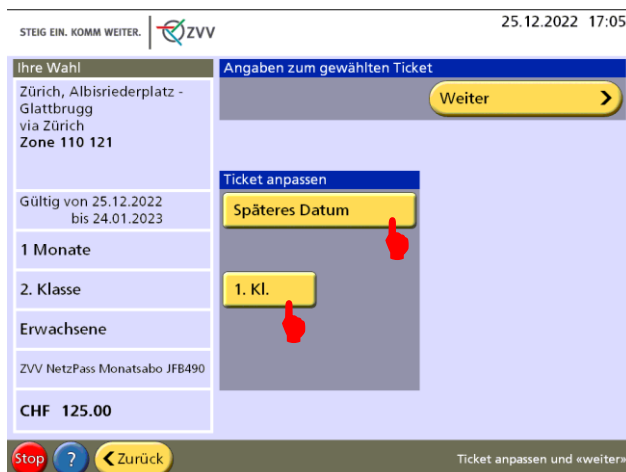 STEIG EIN. KOMM WEITER. ZVV
25.12.2022 17:05
Ihre Wahl
Zürich, Albisriederplatz -
Glattbrugg
via Zürich
Zone 110 121
Gültig von 25.12.2022
bis 24.01.2023
1 Monate
2. Klasse
Erwachsene
ZVV NetzPass Monatsabo JFB490
CHF 125.00
Angaben zum gewählten Ticket
Weiter
Ticket anpassen
Späteres Datum
1. Kl.
Stop ? Zurück
Ticket anpassen und «weiter»